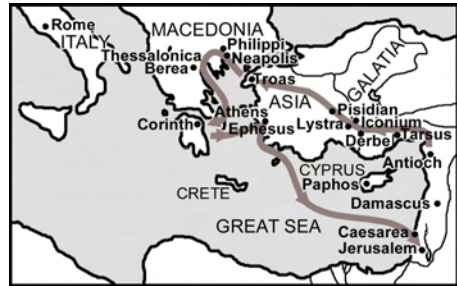 Rome
ITALY
MACEDONIA
Philippi
Thessalonica
Neapolis
Berea
Troas
GALATIA
Athens
ASIA
Pisidian
Corinth
Ephesus
Lystra
Iconium
Derbe
Tarsus
Antioch
CYPRUS
Paphos
CRETE
Damascus
GREAT SEA
Caesarea
Jerusalem